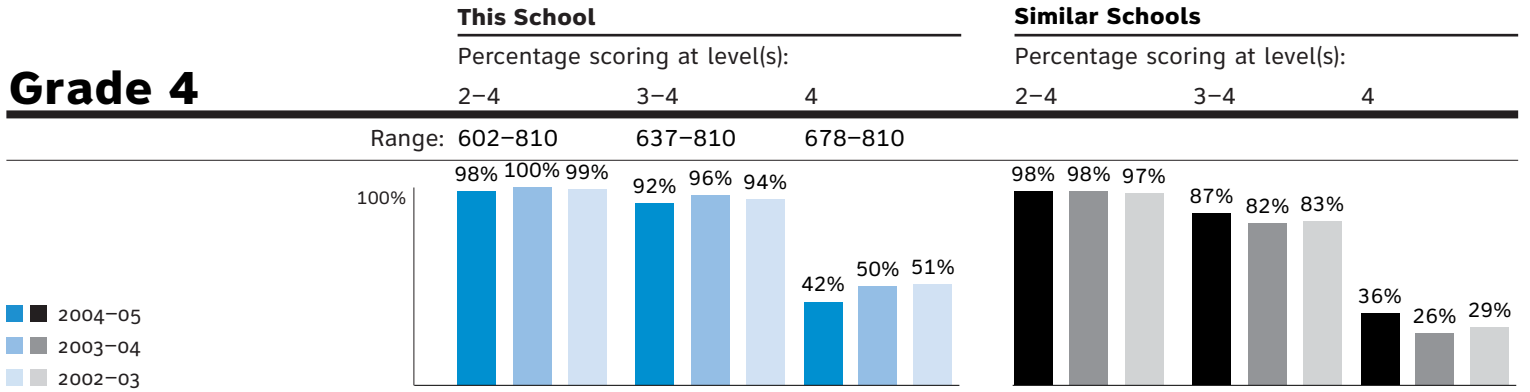 This School Similar Schools
Percentage scoring at level(s): Percentage scoring at level(s):
Grade 4 2–4 3–4 4 2–4 3–4 4
Range: 602–810 637–810 678–810
98% 100% 99% 92% 96% 94% 42% 50% 51% 98% 98% 97% 87% 82% 83% 36% 26% 29%
100%
2004–05
2003–04
2002–03